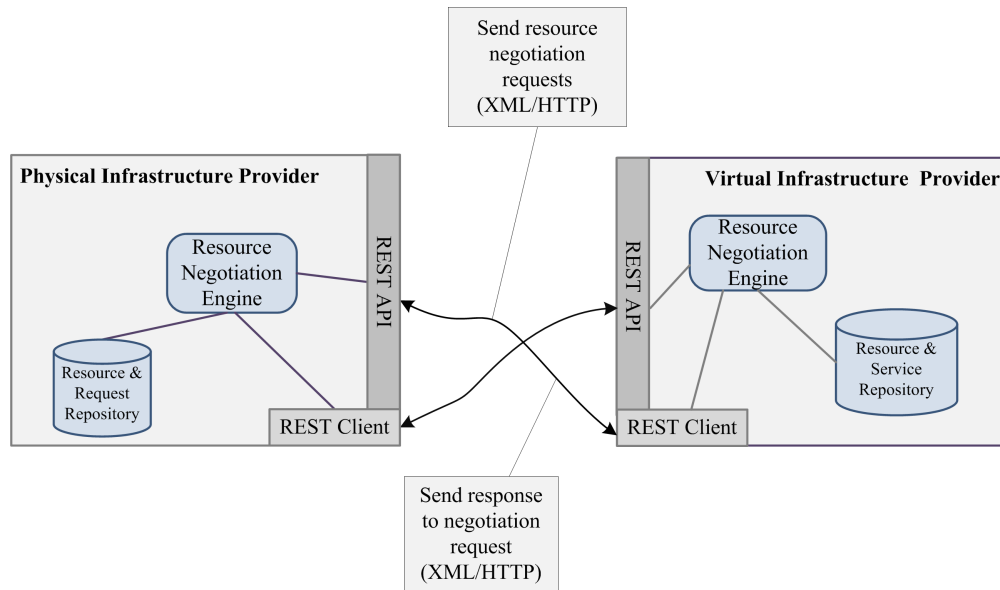 Send resource
negotiation
requests
(XML/HTTP)
Physical Infrastructure Provider
Resource
Negotiation
Engine
REST API
Resource &
Request
Repository
REST Client
Virtual Infrastructure Provider
Resource
Negotiation
Engine
REST API
Resource &
Service
Repository
REST Client
Send response
to negotiation
request
(XML/HTTP)